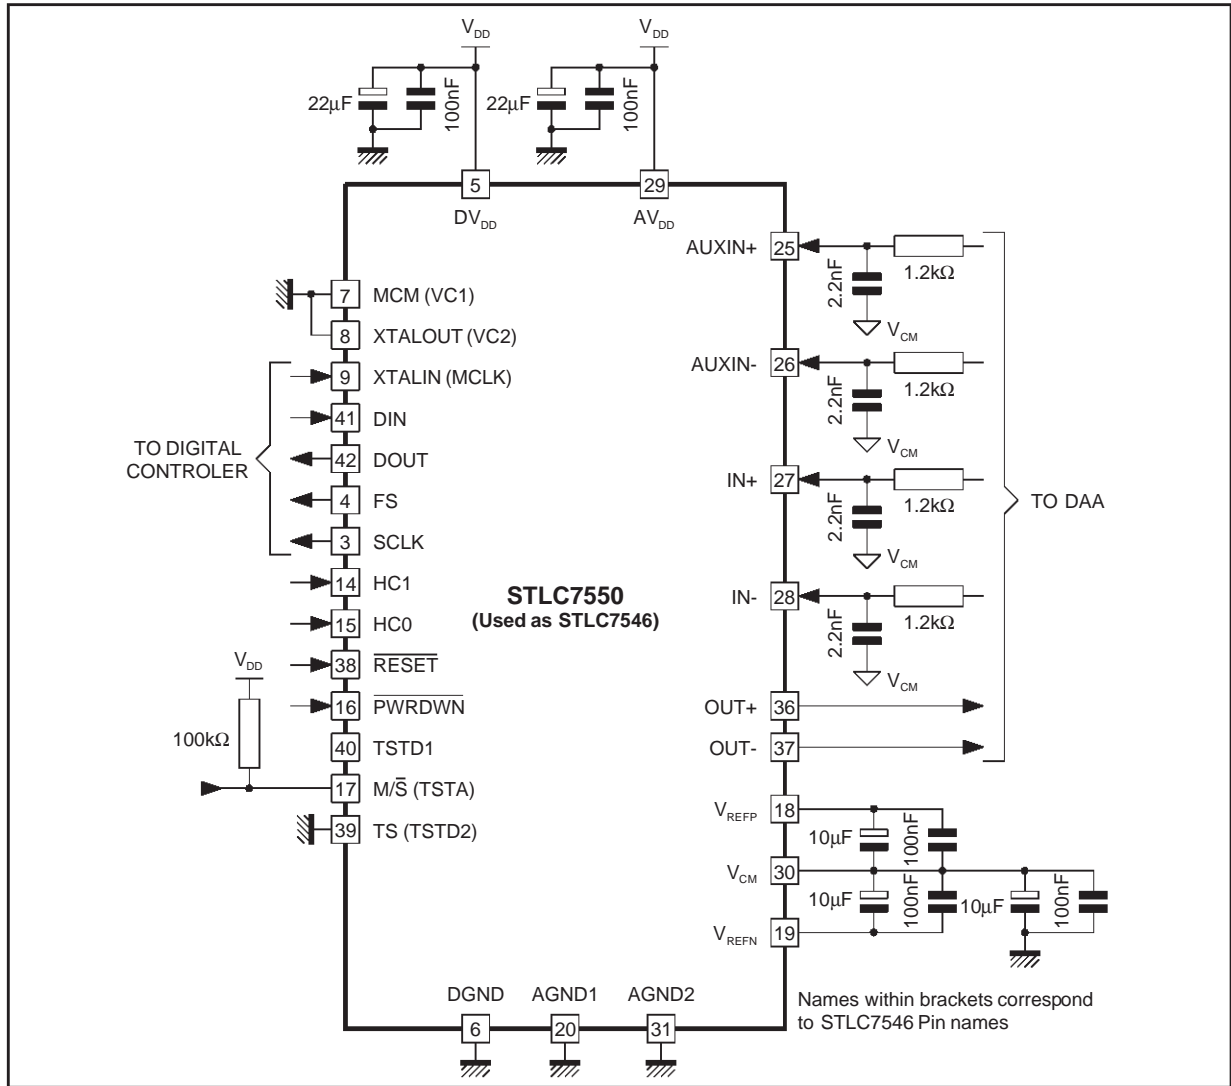 V_DD
V_DD
22μF
100nF
22μF
100nF
5
29
DV_DD
AV_DD
AUXIN+
25
1.2kΩ
2.2nF
V_CM
7
MCM (VC1)
8
XTALOUT (VC2)
AUXIN-
26
1.2kΩ
2.2nF
V_CM
9
XTALIN (MCLK)
41
DIN
TO DIGITAL
CONTROLER
42
DOUT
4
FS
3
SCLK
IN+
27
1.2kΩ
2.2nF
V_CM
TO DAA
14
HC1
15
HC0
STLC7550
(Used as STLC7546)
IN-
28
1.2kΩ
2.2nF
V_CM
38
R̅E̅S̅E̅T̅
V_DD
16
P̅W̅R̅D̅W̅N̅
100kΩ
40
TSTD1
17
M/S̅ (TSTA)
39
TS (TSTD2)
OUT+
36
OUT-
37
V_REFP
18
10μF
100nF
V_CM
30
10μF
100nF
10μF
100nF
V_REFN
19
DGND
AGND1
AGND2
6
20
31
Names within brackets correspond
to STLC7546 Pin names